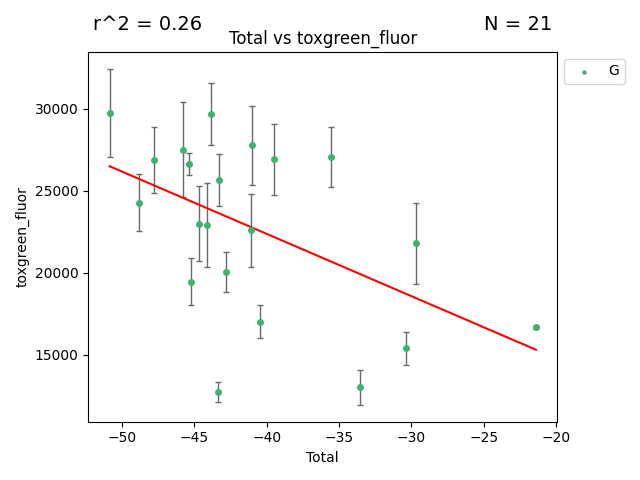 r^2 = 0.26
N = 21
Total vs toxgreen_fluor
G
30000
25000
20000
15000
toxgreen_fluor
−50
−45
−40
−35
−30
−25
−20
Total